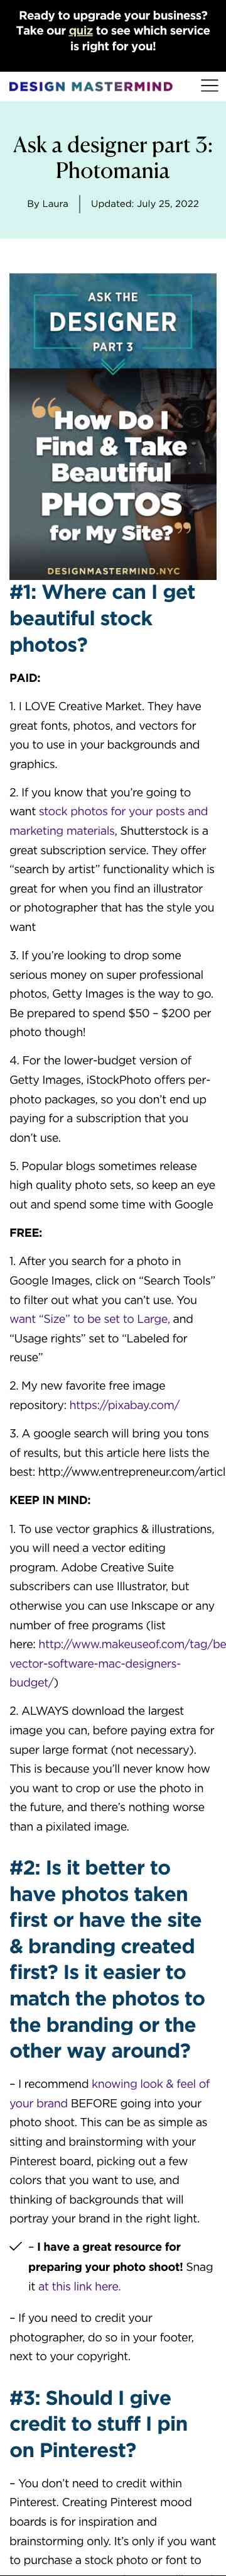 Ready to upgrade your business?
Take our quiz to see which service
is right for you!
DESIGN MASTERMIND
Ask a designer part 3:
Photomania
By Laura
Updated: July 25, 2022
ASK THE
DESIGNER
PART 3
“How Do I
Find & Take
Beautiful
PHOTOS
for My Site?”
DESIGNMASTERMIND.NYC
#1: Where can I get
beautiful stock
photos?
PAID:
1. I LOVE Creative Market. They have
great fonts, photos, and vectors for
you to use in your backgrounds and
graphics.
2. If you know that you’re going to
want stock photos for your posts and
marketing materials, Shutterstock is a
great subscription service. They offer
“search by artist” functionality which is
great for when you find an illustrator
or photographer that has the style you
want
3. If you’re looking to drop some
serious money on super professional
photos, Getty Images is the way to go.
Be prepared to spend $50 – $200 per
photo though!
4. For the lower-budget version of
Getty Images, iStockPhoto offers per-
photo packages, so you don’t end up
paying for a subscription that you
don’t use.
5. Popular blogs sometimes release
high quality photo sets, so keep an eye
out and spend some time with Google
FREE:
1. After you search for a photo in
Google Images, click on “Search Tools”
to filter out what you can’t use. You
want “Size” to be set to Large, and
“Usage rights” set to “Labeled for
reuse”
2. My new favorite free image
repository: https://pixabay.com/
3. A google search will bring you tons
of results, but this article here lists the
best: http://www.entrepreneur.com/articl
KEEP IN MIND:
1. To use vector graphics & illustrations,
you will need a vector editing
program. Adobe Creative Suite
subscribers can use Illustrator, but
otherwise you can use Inkscape or any
number of free programs (list
here: http://www.makeuseof.com/tag/be
vector-software-mac-designers-
budget/)
2. ALWAYS download the largest
image you can, before paying extra for
super large format (not necessary).
This is because you’ll never know how
you want to crop or use the photo in
the future, and there’s nothing worse
than a pixilated image.
#2: Is it better to
have photos taken
first or have the site
& branding created
first? Is it easier to
match the photos to
the branding or the
other way around?
– I recommend knowing look & feel of
your brand BEFORE going into your
photo shoot. This can be as simple as
sitting and brainstorming with your
Pinterest board, picking out a few
colors that you want to use, and
thinking of backgrounds that will
portray your brand in the right light.
– I have a great resource for
preparing your photo shoot! Snag
it at this link here.
– If you need to credit your
photographer, do so in your footer,
next to your copyright.
#3: Should I give
credit to stuff I pin
on Pinterest?
– You don’t need to credit within
Pinterest. Creating Pinterest mood
boards is for inspiration and
brainstorming only. It’s only if you want
to purchase a stock photo or font to